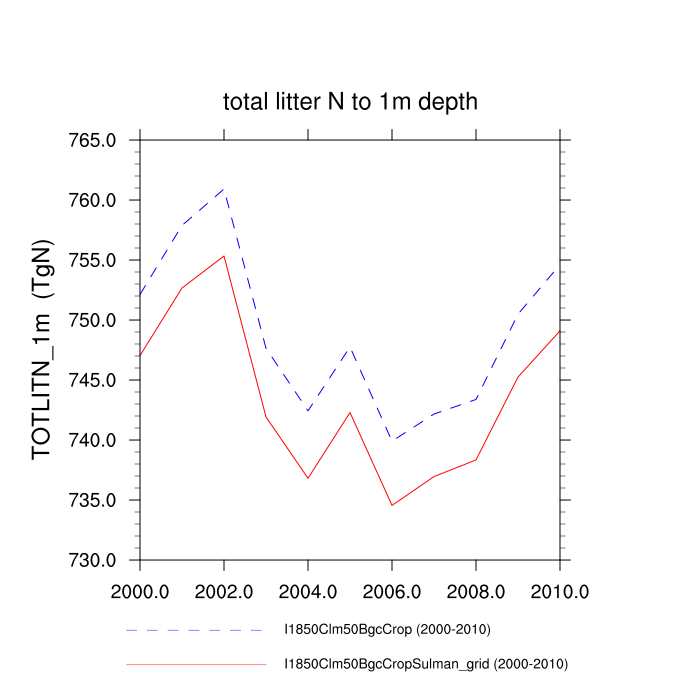 total litter N to 1m depth
TOTLITN_1m (TgN)
765.0
760.0
755.0
750.0
745.0
740.0
735.0
730.0
2000.0 2002.0 2004.0 2006.0 2008.0 2010.0
I1850Clm50BgcCrop (2000-2010)
I1850Clm50BgcCropSulman_grid (2000-2010)